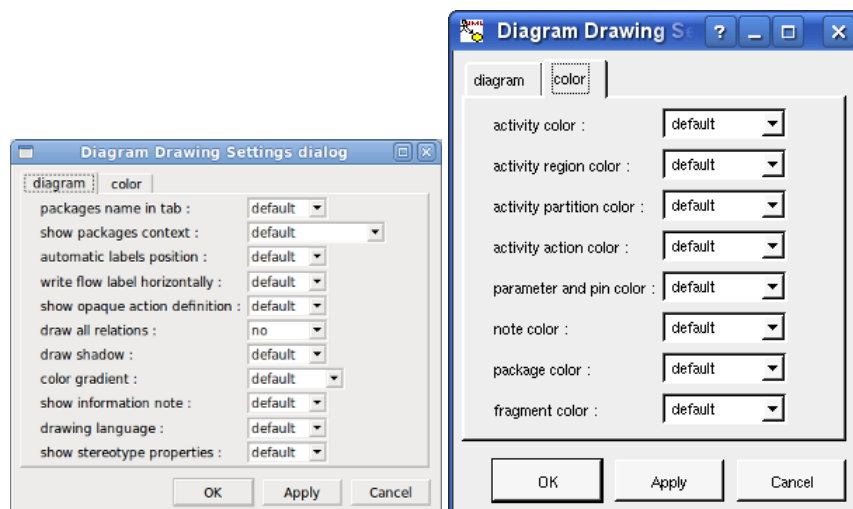 Diagram Drawing Settings dialog
diagram color
packages name in tab : default
show packages context : default
automatic labels position : default
write flow label horizontally : default
show opaque action definition : default
draw all relations : no
draw shadow : default
color gradient : default
show information note : default
drawing language : default
show stereotype properties : default
OK Apply Cancel
UML
Diagram Drawing Se ?
diagram color
activity color : default
activity region color : default
activity partition color : default
activity action color : default
parameter and pin color : default
note color : default
package color : default
fragment color : default
OK Apply Cancel